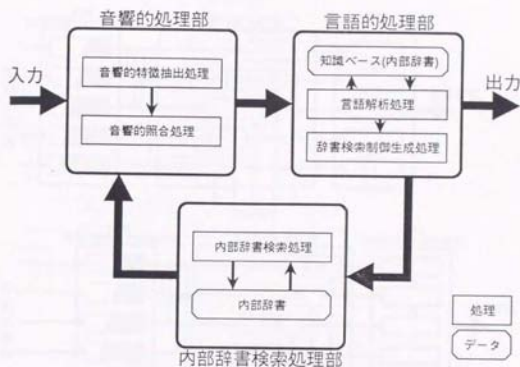 音響的処理部
言語的処理部
入力
音響的特徴抽出処理
音響的照合処理
知識ベース(内部辞書)
言語解析処理
辞書検索制御生成処理
出力
内部辞書検索処理
内部辞書
内部辞書検索処理部
処理
データ